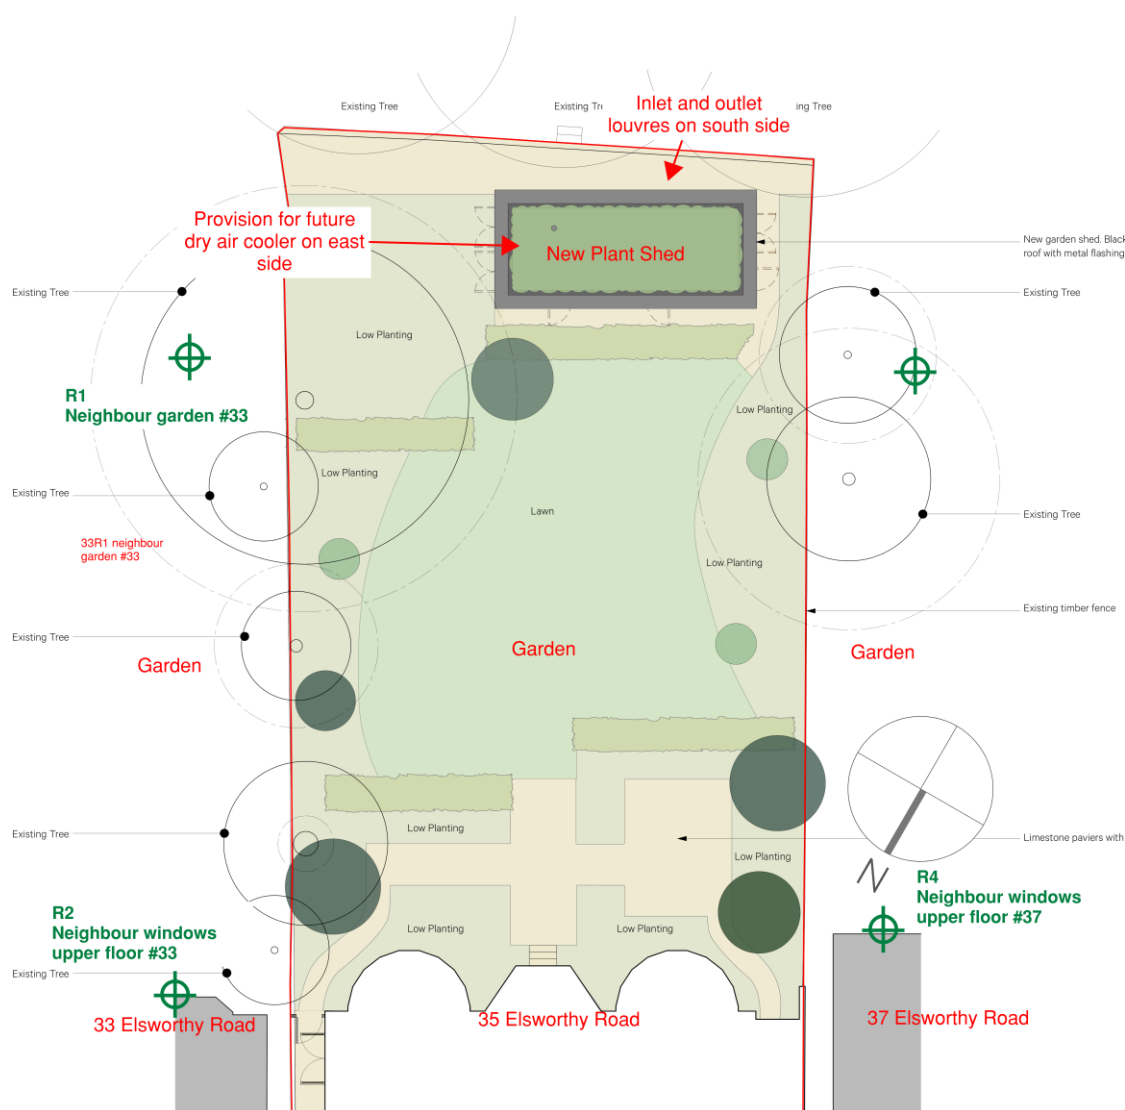 Existing Tree
Existing Tre
ing Tree
Inlet and outlet
louvres on south side
Provision for future
dry air cooler on east
side
New Plant Shed
New garden shed. Black
roof with metal flashing
Existing Tree
Existing Tree
Low Planting
R1
Neighbour garden #33
Low Planting
Low Planting
Existing Tree
Lawn
Existing Tree
33R1 neighbour
garden #33
Low Planting
Existing timber fence
Existing Tree
Garden
Garden
Garden
Existing Tree
Low Planting
Limestone paviers with
Low Planting
N
R4
Neighbour windows
upper floor #37
R2
Neighbour windows
upper floor #33
Low Planting
Low Planting
Existing Tree
33 Elsworthy Road
35 Elsworthy Road
37 Elsworthy Road